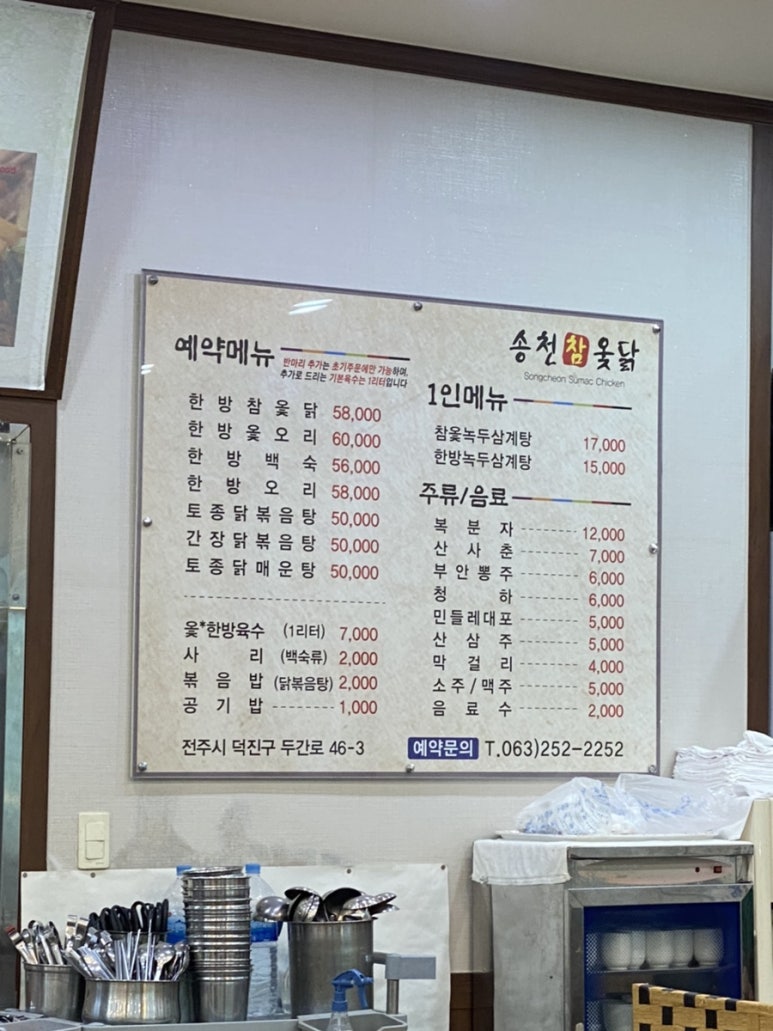 ood
송천참옻닭
Songcheon Sumac Chicken
예약메뉴
반마리 추가는 초기주문에만 가능하며,
추가로 드리는 기본육수는 1리터입니다
한방참옻닭 58,000
한방옻오리 60,000
한방백숙 56,000
한방오리 58,000
토종닭볶음탕 50,000
간장닭볶음탕 50,000
토종닭매운탕 50,000
옻*한방육수 (1리터) 7,000
사리 (백숙류) 2,000
볶음밥 (닭볶음탕) 2,000
공기밥 1,000
1인메뉴
참옻녹두삼계탕 17,000
한방녹두삼계탕 15,000
주류/음료
복분자 12,000
산사춘 7,000
부안뽕주 6,000
청하 6,000
민들레대포 5,000
산삼주 5,000
막걸리 4,000
소주/맥주 5,000
음료수 2,000
전주시 덕진구 두간로 46-3
예약문의 T.063)252-2252